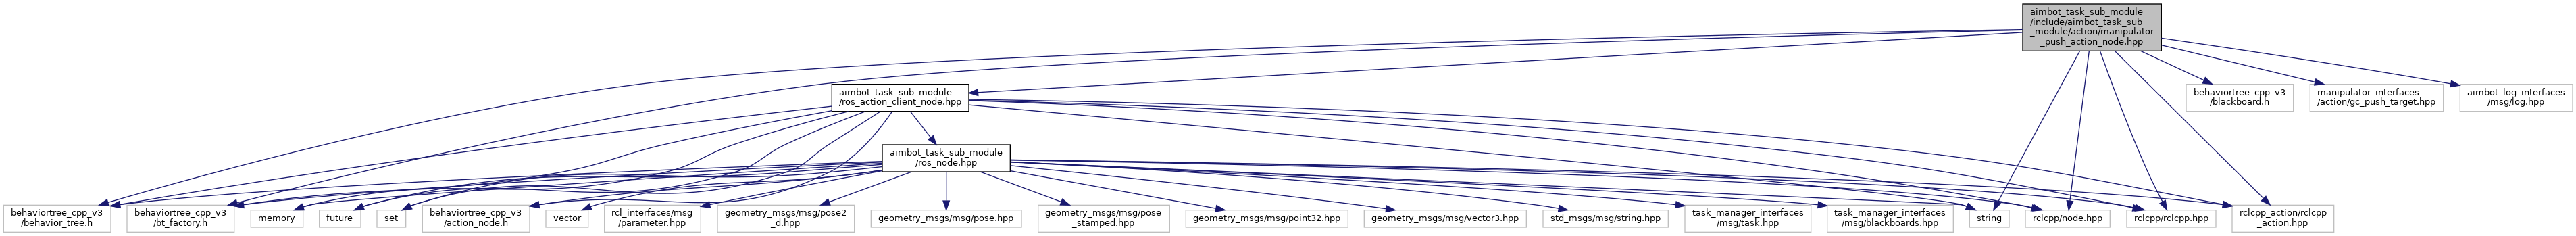 aimbot_task_sub_module
/include/aimbot_task_sub
_module/action/manipulator
_push_action_node.hpp
aimbot_task_sub_module
/ros_action_client_node.hpp
behaviortree_cpp_v3
/blackboard.h
manipulator_interfaces
/action/gc_push_target.hpp
aimbot_log_interfaces
/msg/log.hpp
aimbot_task_sub_module
/ros_node.hpp
behaviortree_cpp_v3
/behavior_tree.h
behaviortree_cpp_v3
/bt_factory.h
memory
future
set
behaviortree_cpp_v3
/action_node.h
vector
rcl_interfaces/msg
/parameter.hpp
geometry_msgs/msg/pose2
_d.hpp
geometry_msgs/msg/pose.hpp
geometry_msgs/msg/pose
_stamped.hpp
geometry_msgs/msg/point32.hpp
geometry_msgs/msg/vector3.hpp
std_msgs/msg/string.hpp
task_manager_interfaces
/msg/task.hpp
task_manager_interfaces
/msg/blackboards.hpp
string
rclcpp/node.hpp
rclcpp/rclcpp.hpp
rclcpp_action/rclcpp
_action.hpp